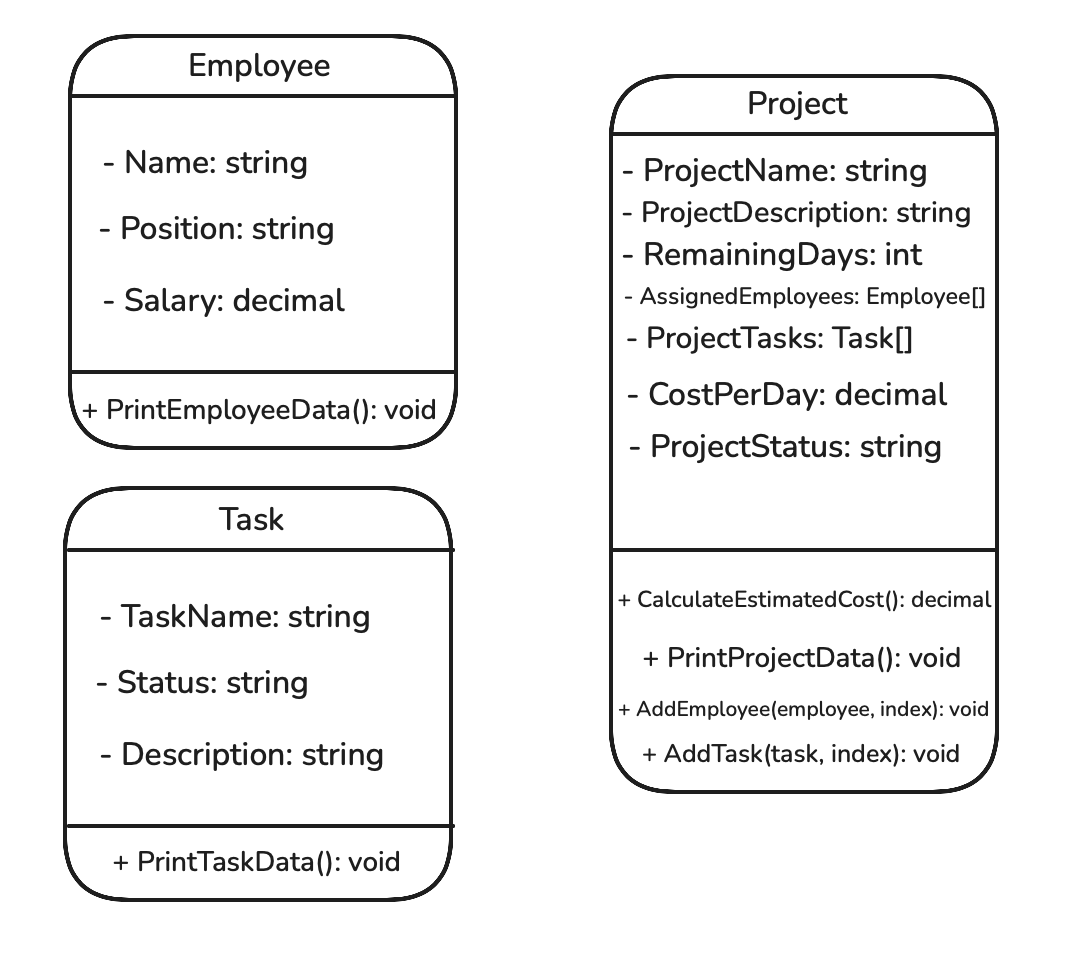 Employee
- Name: string
- Position: string
- Salary: decimal
+ PrintEmployeeData(): void
Task
- TaskName: string
- Status: string
- Description: string
+ PrintTaskData(): void
Project
- ProjectName: string
- ProjectDescription: string
- RemainingDays: int
- AssignedEmployees: Employee[]
- ProjectTasks: Task[]
- CostPerDay: decimal
- ProjectStatus: string
+ CalculateEstimatedCost(): decimal
+ PrintProjectData(): void
+ AddEmployee(employee, index): void
+ AddTask(task, index): void